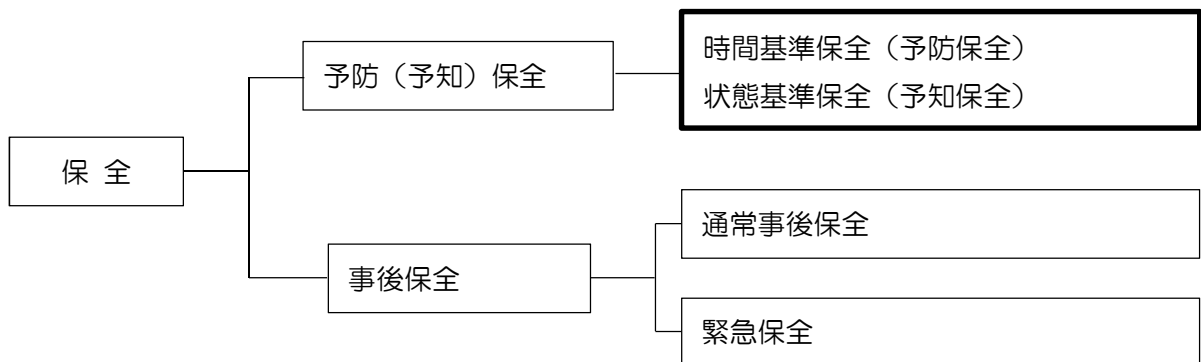 保 全
予防（予知）保全
時間基準保全（予防保全）
状態基準保全（予知保全）
事後保全
通常事後保全
緊急保全